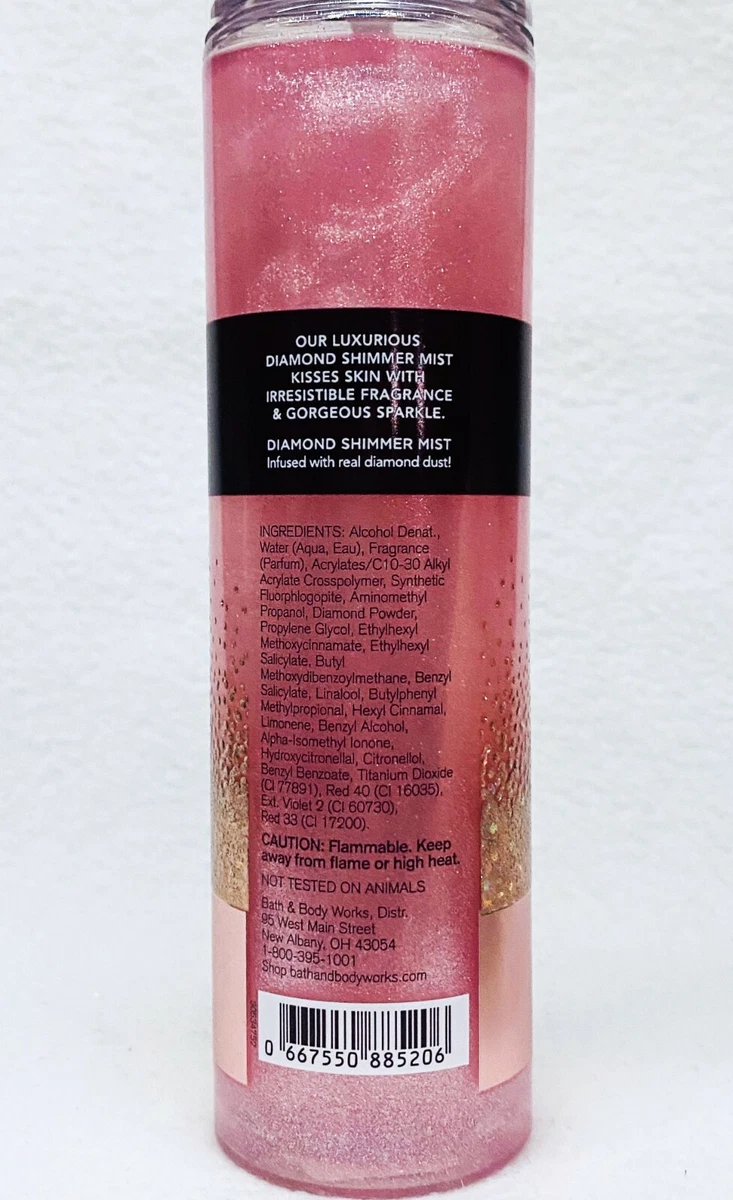 OUR LUXURIOUS
DIAMOND SHIMMER MIST
KISSES SKIN WITH
IRRESISTIBLE FRAGRANCE
& GORGEOUS SPARKLE.
DIAMOND SHIMMER MIST
Infused with real diamond dust!
INGREDIENTS: Alcohol Denat.,
Water (Aqua, Eau), Fragrance
(Parfum), Acrylates/C10-30 Alkyl
Acrylate Crosspolymer, Synthetic
Fluorphlogopite, Aminomethyl
Propanol, Diamond Powder,
Propylene Glycol, Ethylhexyl
Methoxycinnamate, Ethylhexyl
Salicylate, Butyl
Methoxydibenzoylmethane, Benzyl
Salicylate, Linalool, Butylphenyl
Methylpropional, Hexyl Cinnamal,
Limonene, Benzyl Alcohol,
Alpha-Isomethyl Ionone,
Hydroxycitronellal, Citronellol,
Benzyl Benzoate, Titanium Dioxide
(CI 77891), Red 40 (CI 16035),
Ext. Violet 2 (CI 60730),
Red 33 (CI 17200).
CAUTION: Flammable. Keep
away from flame or high heat.
NOT TESTED ON ANIMALS
Bath & Body Works, Distr.
95 West Main Street
New Albany, OH 43054
1-800-395-1001
Shop bathandbodyworks.com
0 667550 885206